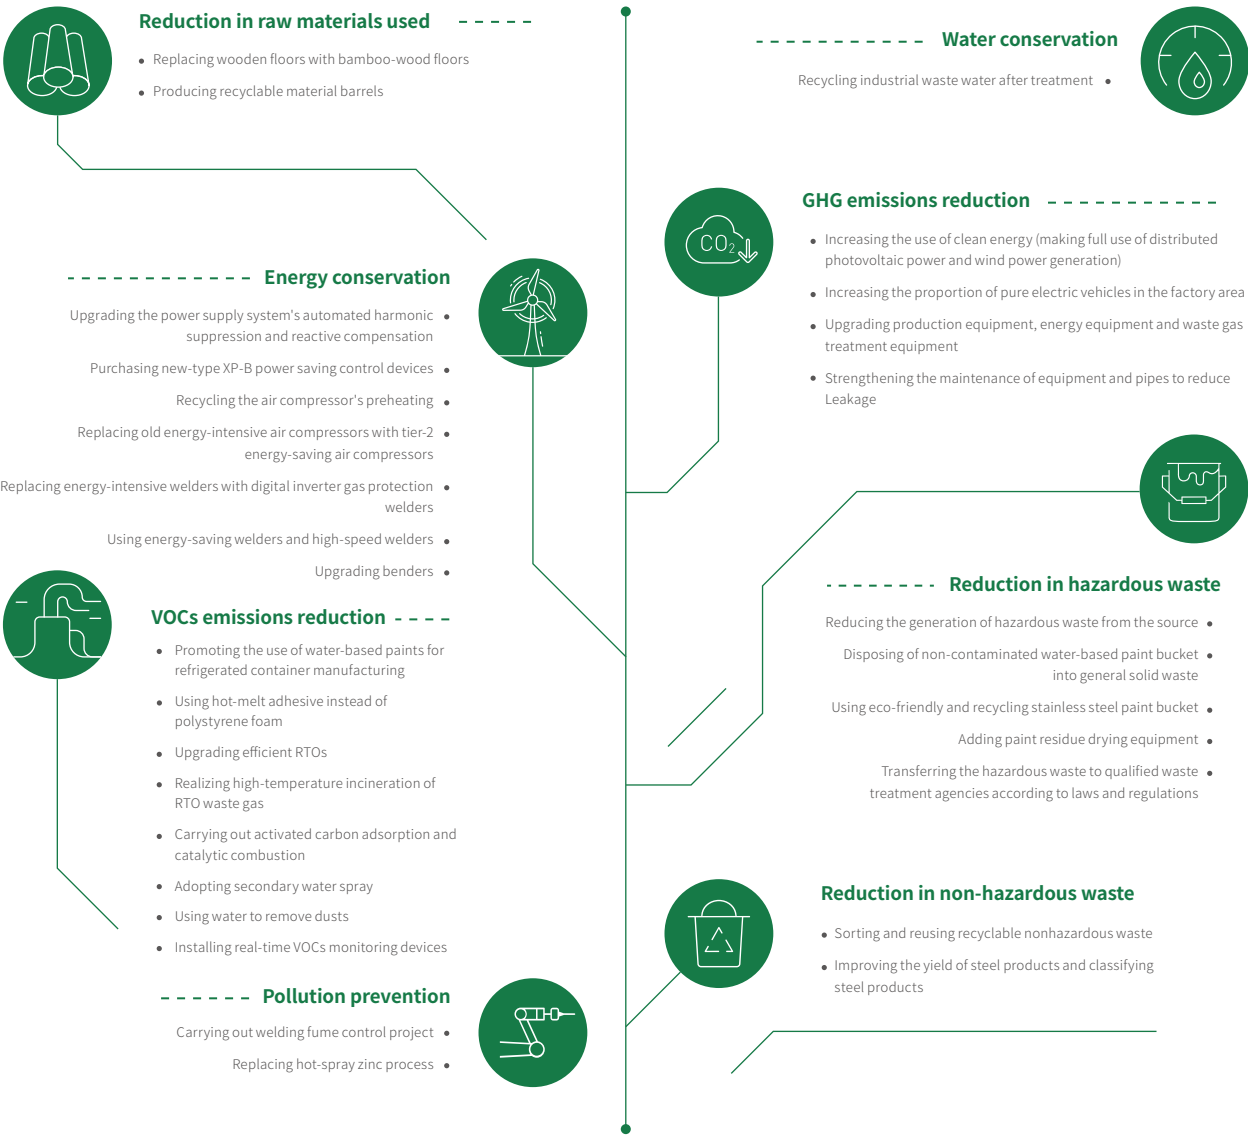 Reduction in raw materials used
Replacing wooden floors with bamboo-wood floors
Producing recyclable material barrels
Energy conservation
Upgrading the power supply system's automated harmonic
suppression and reactive compensation
Purchasing new-type XP-B power saving control devices
Recycling the air compressor's preheating
Replacing old energy-intensive air compressors with tier-2
energy-saving air compressors
Replacing energy-intensive welders with digital inverter gas protection
welders
Using energy-saving welders and high-speed welders
Upgrading benders
VOCs emissions reduction
Promoting the use of water-based paints for
refrigerated container manufacturing
Using hot-melt adhesive instead of
polystyrene foam
Upgrading efficient RTOs
Realizing high-temperature incineration of
RTO waste gas
Carrying out activated carbon adsorption and
catalytic combustion
Adopting secondary water spray
Using water to remove dusts
Installing real-time VOCs monitoring devices
Pollution prevention
Carrying out welding fume control project
Replacing hot-spray zinc process
Water conservation
Recycling industrial waste water after treatment
CO2
GHG emissions reduction
Increasing the use of clean energy (making full use of distributed
photovoltaic power and wind power generation)
Increasing the proportion of pure electric vehicles in the factory area
Upgrading production equipment, energy equipment and waste gas
treatment equipment
Strengthening the maintenance of equipment and pipes to reduce
Leakage
Reduction in hazardous waste
Reducing the generation of hazardous waste from the source
Disposing of non-contaminated water-based paint bucket
into general solid waste
Using eco-friendly and recycling stainless steel paint bucket
Adding paint residue drying equipment
Transferring the hazardous waste to qualified waste
treatment agencies according to laws and regulations
Reduction in non-hazardous waste
Sorting and reusing recyclable nonhazardous waste
Improving the yield of steel products and classifying
steel products